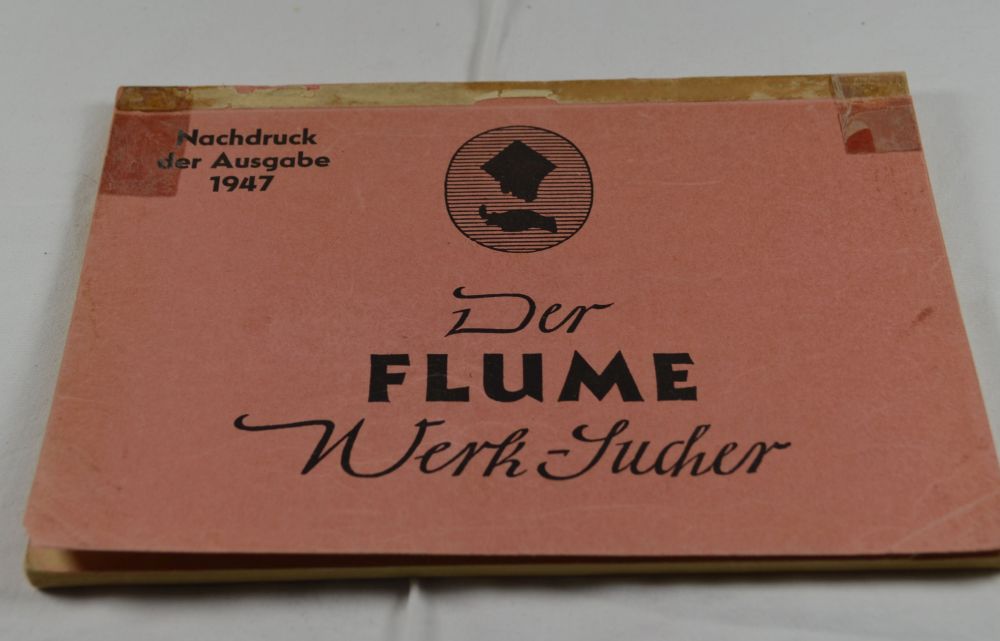 Nachdruck
der Ausgabe
1947
Der
FLUME
Werk-Sucher